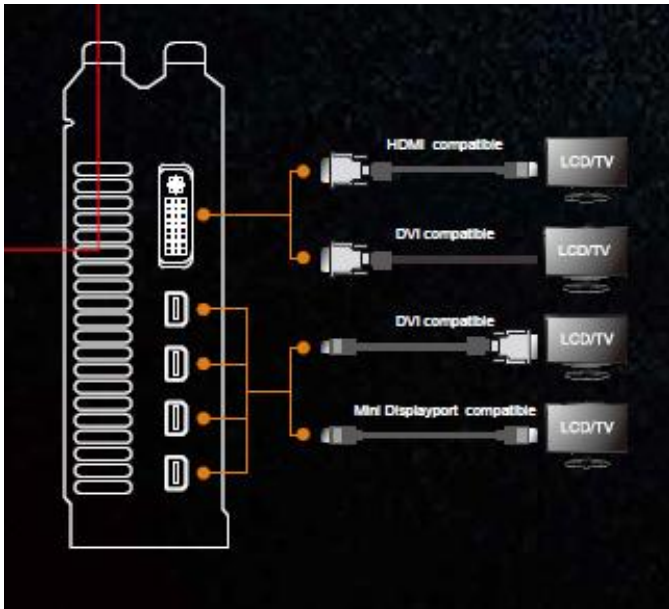 HDMI compatible
LCD/TV
DVI compatible
LCD/TV
DVI compatible
LCD/TV
Mini Displayport compatible
LCD/TV